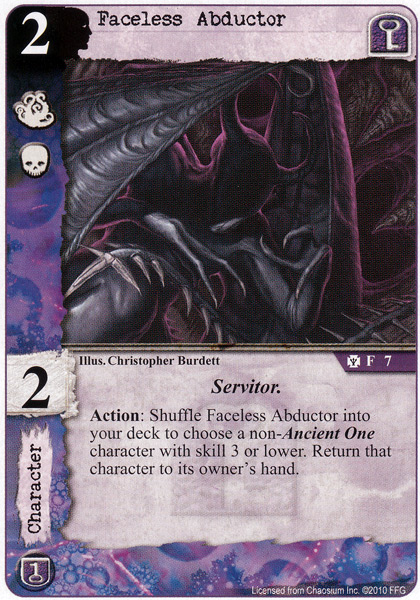 2
Faceless Abductor
Illus. Christopher Burdett
F 7
2
Servitor.
Action: Shuffle Faceless Abductor into
your deck to choose a non-Ancient One
character with skill 3 or lower. Return that
character to its owner's hand.
Character
1
Licensed from Chaosium Inc. ©2010 FFG